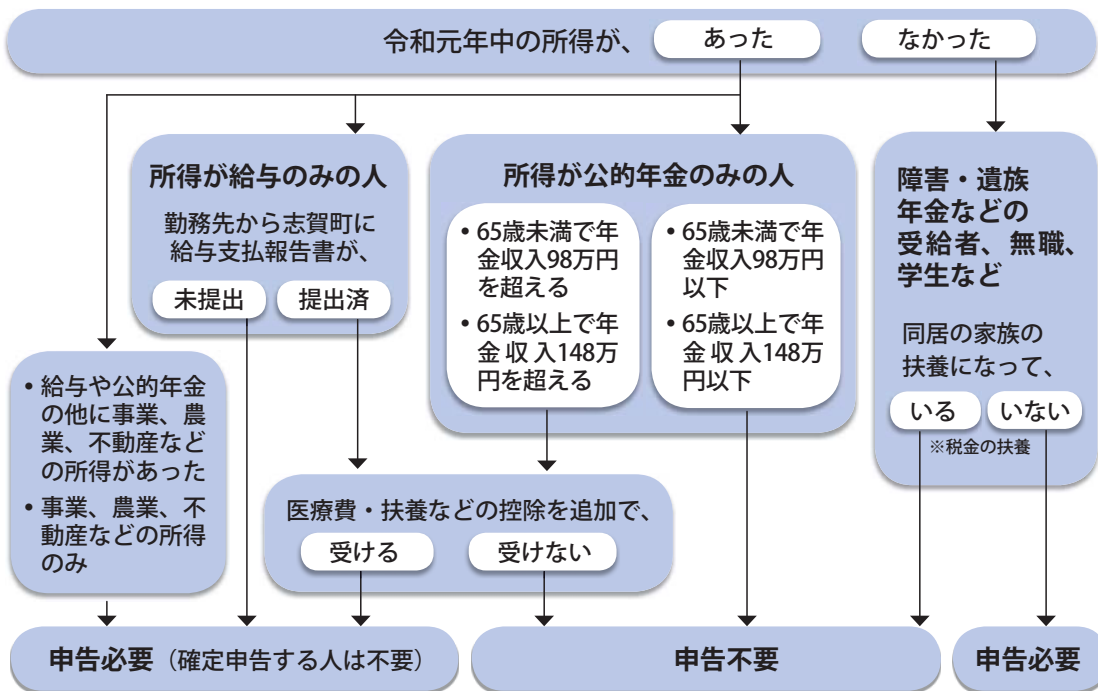 令和元年中の所得が、 あった なかった
所得が給与のみの人
勤務先から志賀町に
給与支払報告書が、
未提出 提出済
所得が公的年金のみの人
• 65歳未満で年
金収入98万円
を超える
• 65歳以上で年
金収入148万
円を超える
• 65歳未満で年
金収入98万円
以下
• 65歳以上で年
金収入148万
円以下
障害・遺族
年金などの
受給者、無職、
学生など
同居の家族の
扶養になって、
いる いない
※税金の扶養
• 給与や公的年金
の他に事業、農
業、不動産など
の所得があった
• 事業、農業、不
動産などの所得
のみ
医療費・扶養などの控除を追加で、
受ける 受けない
申告必要（確定申告する人は不要）
申告不要
申告必要